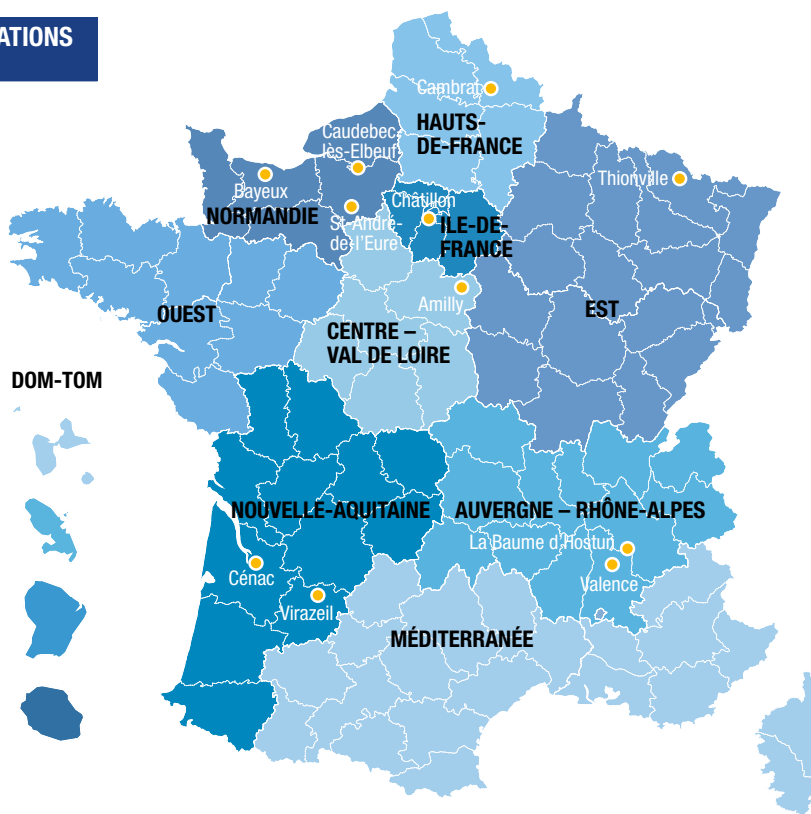 ATIONS
Cambrai
HAUTS-
DE-FRANCE
Caudebec-
lès-Elbeuf
Thionville
Bayeux
Châtillon
NORMANDIE
St-André-
de-l'Eure
ILE-DE-
FRANCE
Amilly
OUEST
EST
CENTRE –
VAL DE LOIRE
DOM-TOM
NOUVELLE-AQUITAINE
AUVERGNE – RHÔNE-ALPES
La Baume d'Hostun
Cénac
Valence
Virazeil
MÉDITERRANÉE